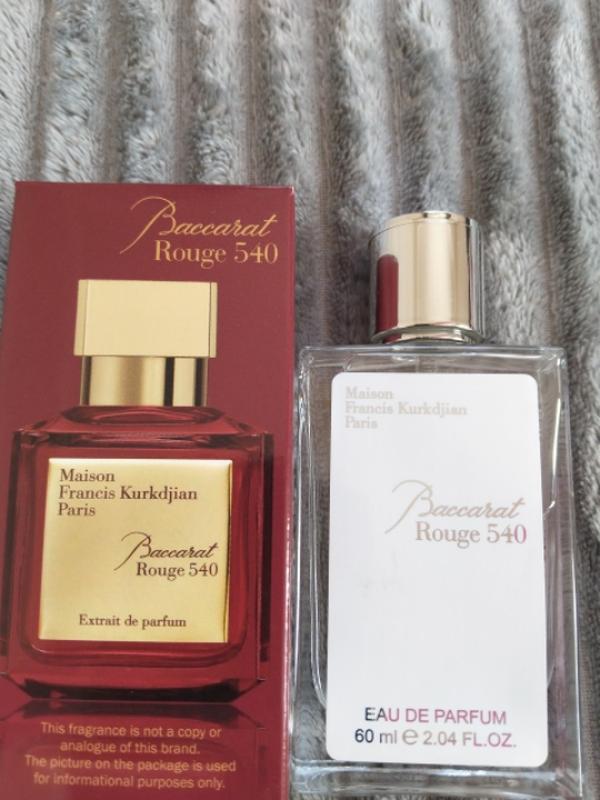 Baccarat
Rouge 540
Maison
Francis Kurkdjian
Paris
Baccarat
Rouge 540
Extrait de parfum
This fragrance is not a copy or
analogue of this brand.
The picture on the package is used
for informational purposes only.
Maison
Francis Kurkdjian
Paris
Baccarat
Rouge 540
EAU DE PARFUM
60 ml e 2.04 FL.OZ.